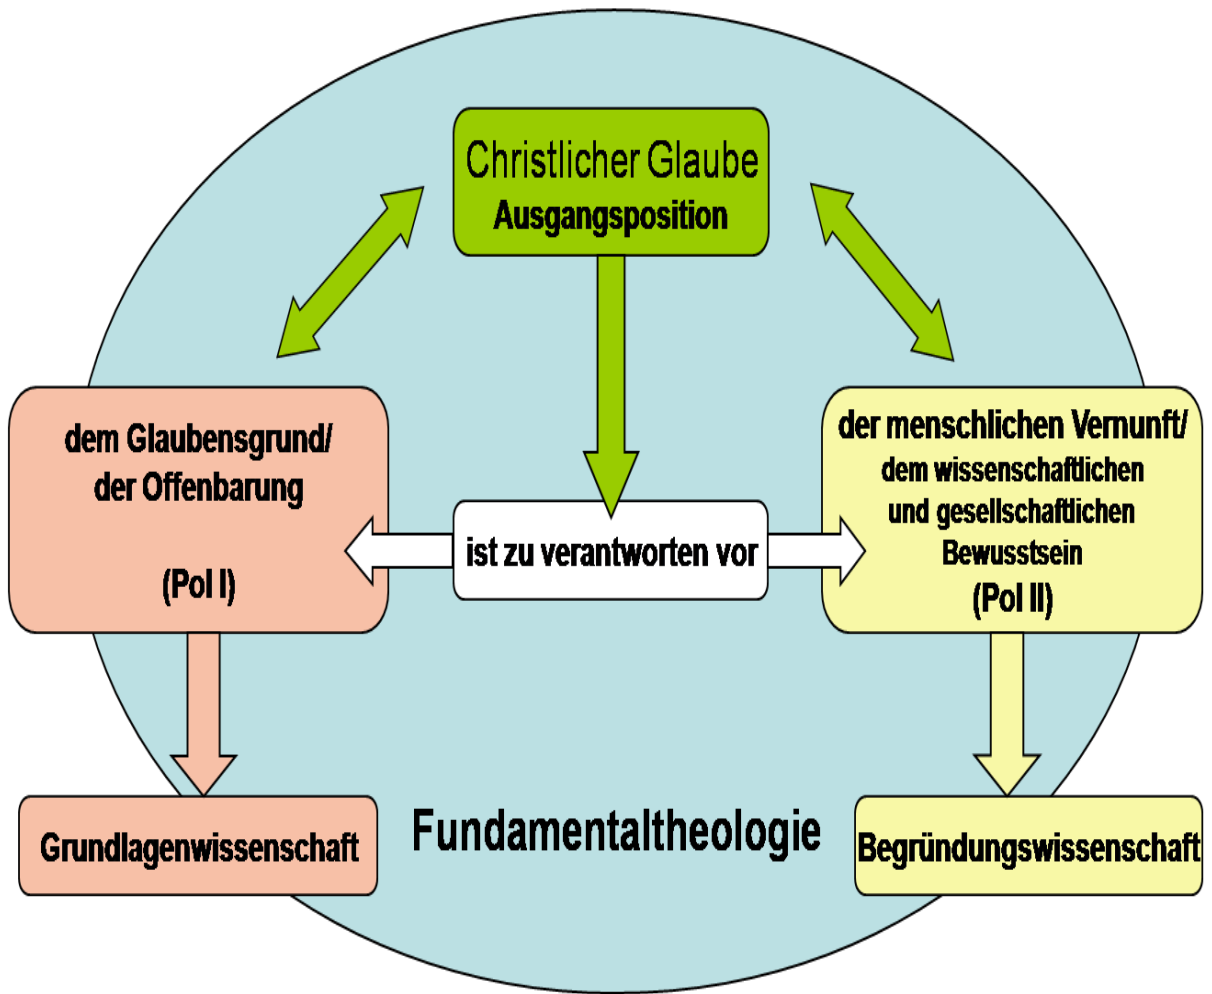 Christlicher Glaube
Ausgangsposition
dem Glaubensgrund/
der Offenbarung
(Pol I)
ist zu verantworten vor
der menschlichen Vernunft/
dem wissenschaftlichen
und gesellschaftlichen
Bewusstsein
(Pol II)
Grundlagenwissenschaft
Fundamentaltheologie
Begründungswissenschaft